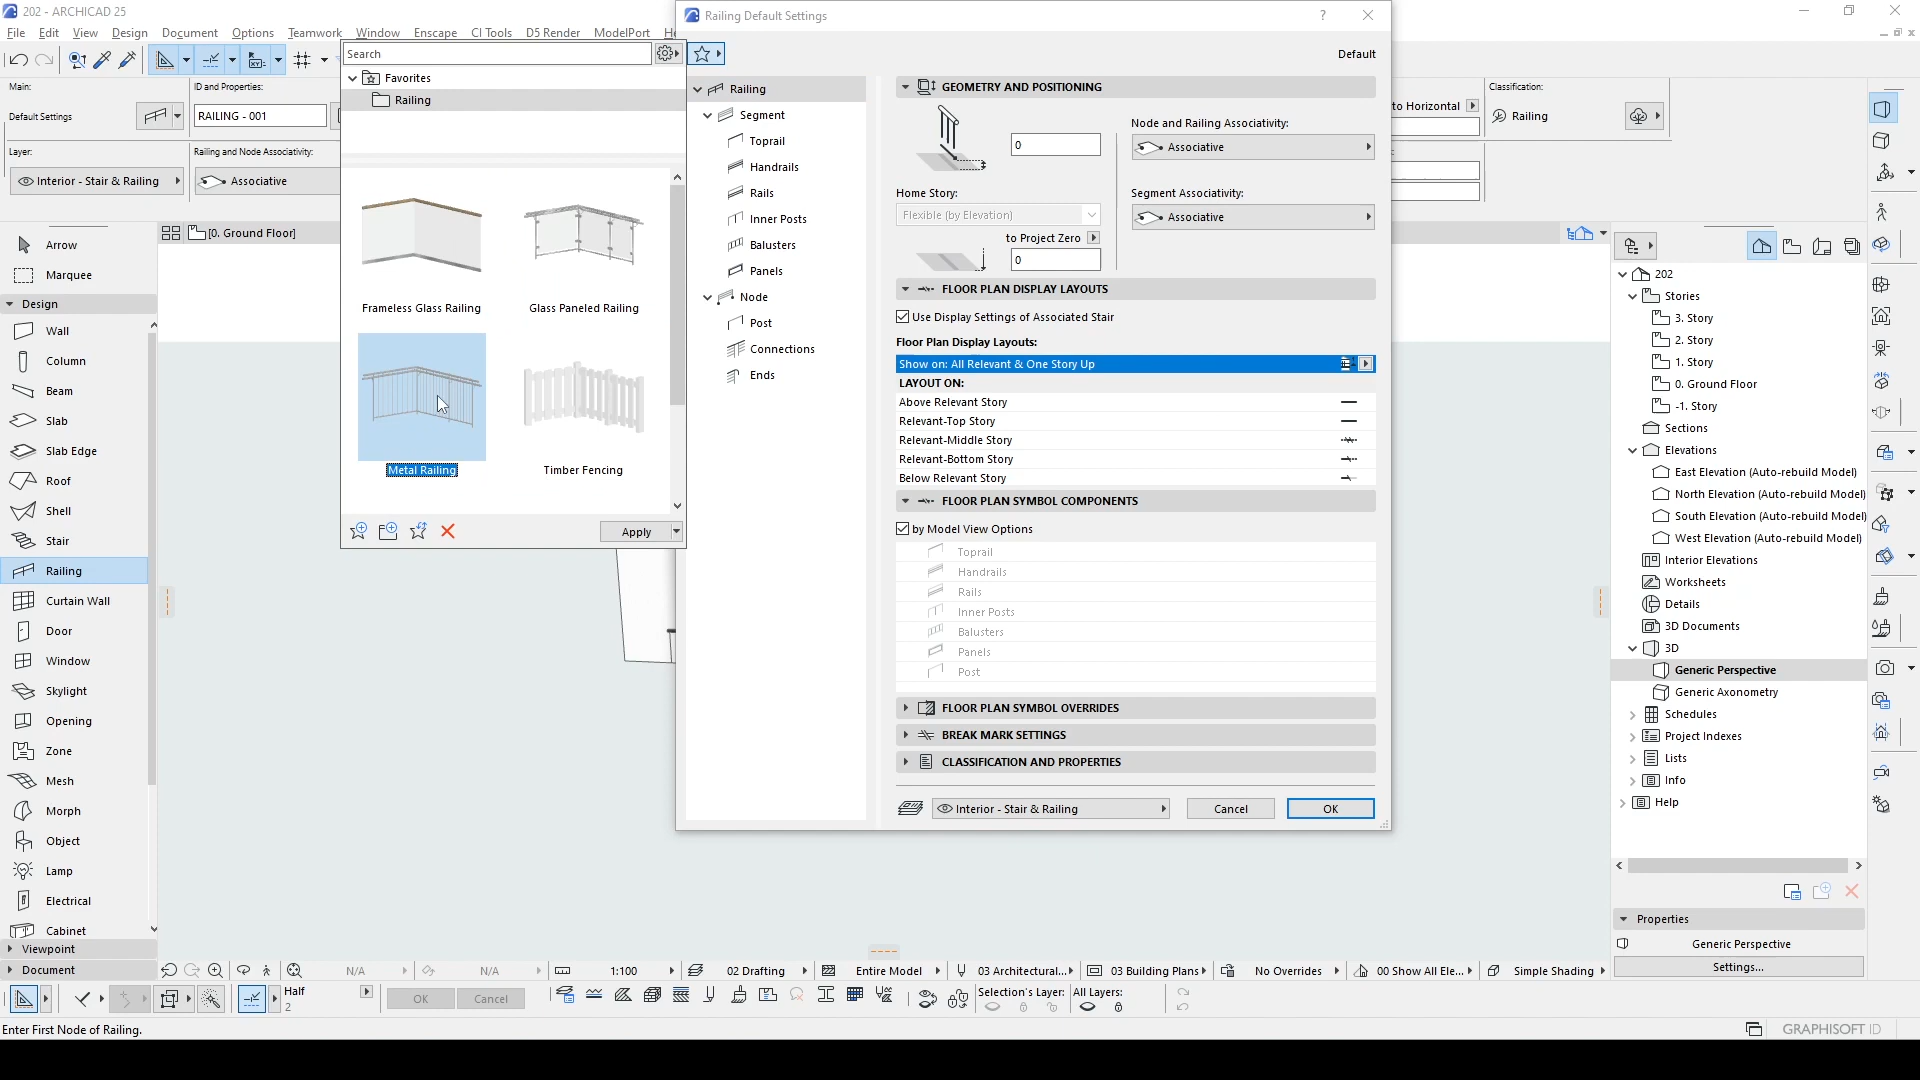 202 - ARCHICAD 25
File Edit View Design Document Options Teamwork Window Enscape CI Tools D5 Render ModelPort He
Main:
Default Settings
ID and Properties:
RAILING - 001
Layer:
Interior - Stair & Railing
Railing and Node Associativity:
Associative
[0. Ground Floor]
Arrow
Marquee
Design
Wall
Column
Beam
Slab
Slab Edge
Roof
Shell
Stair
Railing
Curtain Wall
Door
Window
Skylight
Opening
Zone
Mesh
Morph
Object
Lamp
Electrical
Cabinet
Viewpoint
Document
Search
Favorites
Railing
Frameless Glass Railing
Glass Paneled Railing
Metal Railing
Timber Fencing
Apply
Railing Default Settings
?
Default
Railing
Segment
Toprail
Handrails
Rails
Inner Posts
Balusters
Panels
Node
Post
Connections
Ends
GEOMETRY AND POSITIONING
0
Home Story:
Flexible (by Elevation)
to Project Zero
0
Node and Railing Associativity:
Associative
Segment Associativity:
Associative
FLOOR PLAN DISPLAY LAYOUTS
Use Display Settings of Associated Stair
Floor Plan Display Layouts:
Show on: All Relevant & One Story Up
LAYOUT ON:
Above Relevant Story
Relevant-Top Story
Relevant-Middle Story
Relevant-Bottom Story
Below Relevant Story
FLOOR PLAN SYMBOL COMPONENTS
by Model View Options
Toprail
Handrails
Rails
Inner Posts
Balusters
Panels
Post
FLOOR PLAN SYMBOL OVERRIDES
BREAK MARK SETTINGS
CLASSIFICATION AND PROPERTIES
Interior - Stair & Railing
Cancel
OK
to Horizontal
Classification:
Railing
202
Stories
3. Story
2. Story
1. Story
0. Ground Floor
-1. Story
Sections
Elevations
East Elevation (Auto-rebuild Model)
North Elevation (Auto-rebuild Model)
South Elevation (Auto-rebuild Model)
West Elevation (Auto-rebuild Model)
Interior Elevations
Worksheets
Details
3D Documents
3D
Generic Perspective
Generic Axonometry
Schedules
Project Indexes
Lists
Info
Help
Properties
Generic Perspective
Settings...
N/A
N/A
1:100
02 Drafting
Entire Model
03 Architectural...
03 Building Plans
No Overrides
00 Show All Ele...
Simple Shading
Half
2
OK
Cancel
Selection's Layer:
All Layers:
Enter First Node of Railing.
GRAPHISOFT ID